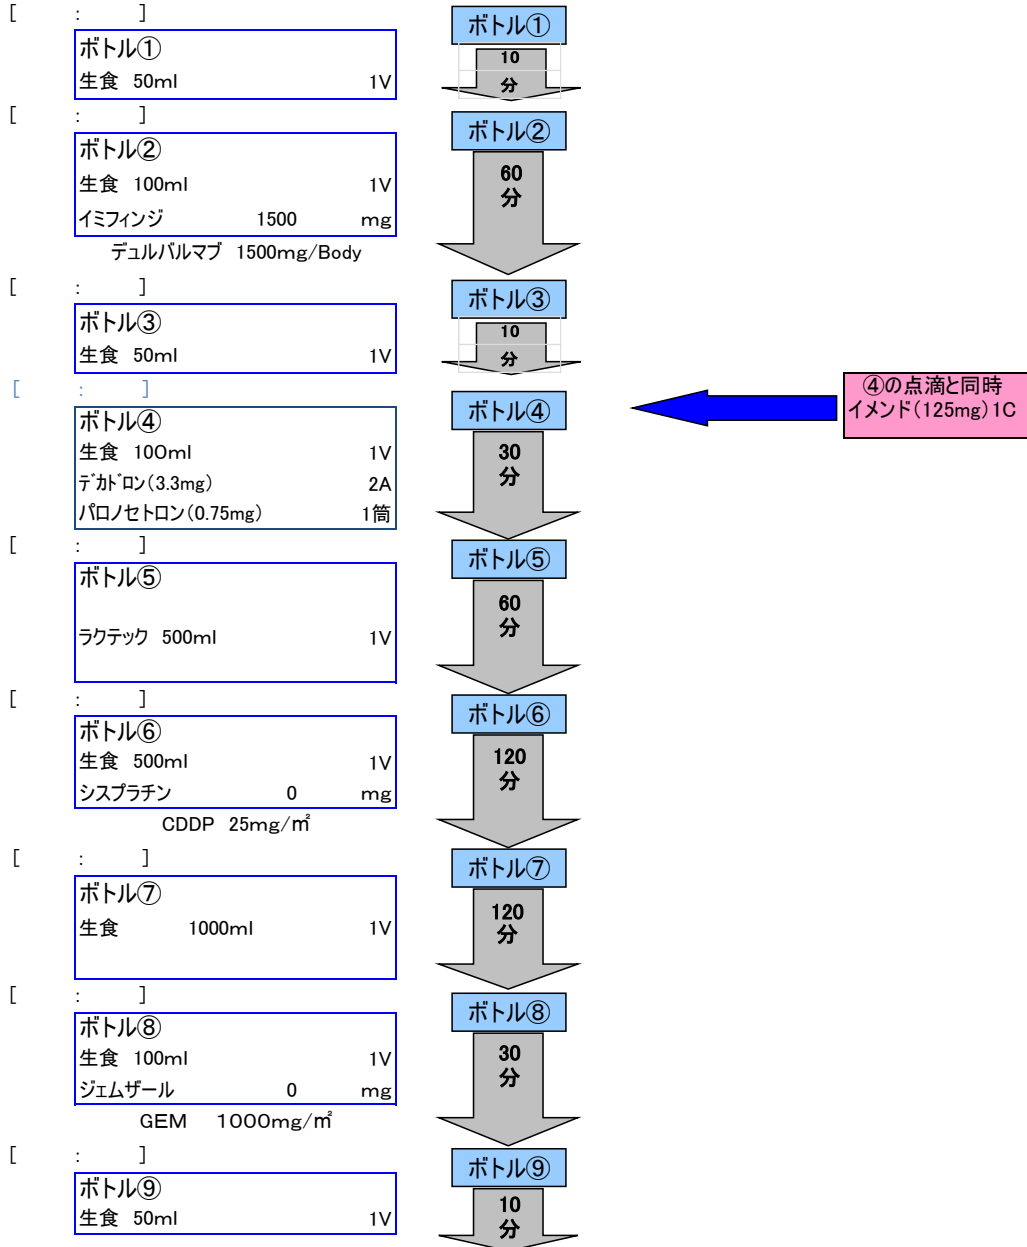 [ : ]
ボトル①
生食 50ml 1V
ボトル①
10
分
[ : ]
ボトル②
生食 100ml 1V
イミフィンジ 1500 mg
デュルバルマブ 1500mg/Body
ボトル②
60
分
[ : ]
ボトル③
生食 50ml 1V
ボトル③
10
分
[ : ]
ボトル④
生食 100ml 1V
デカドロン(3.3mg) 2A
パロノセトロン(0.75mg) 1筒
ボトル④
30
分
④の点滴と同時
イメンド(125mg)1C
[ : ]
ボトル⑤
ラクテック 500ml 1V
ボトル⑤
60
分
[ : ]
ボトル⑥
生食 500ml 1V
シスプラチン 0 mg
CDDP 25mg/㎡
ボトル⑥
120
分
[ : ]
ボトル⑦
生食 1000ml 1V
ボトル⑦
120
分
[ : ]
ボトル⑧
生食 100ml 1V
ジェムザール 0 mg
GEM 1000mg/㎡
ボトル⑧
30
分
[ : ]
ボトル⑨
生食 50ml 1V
ボトル⑨
10
分